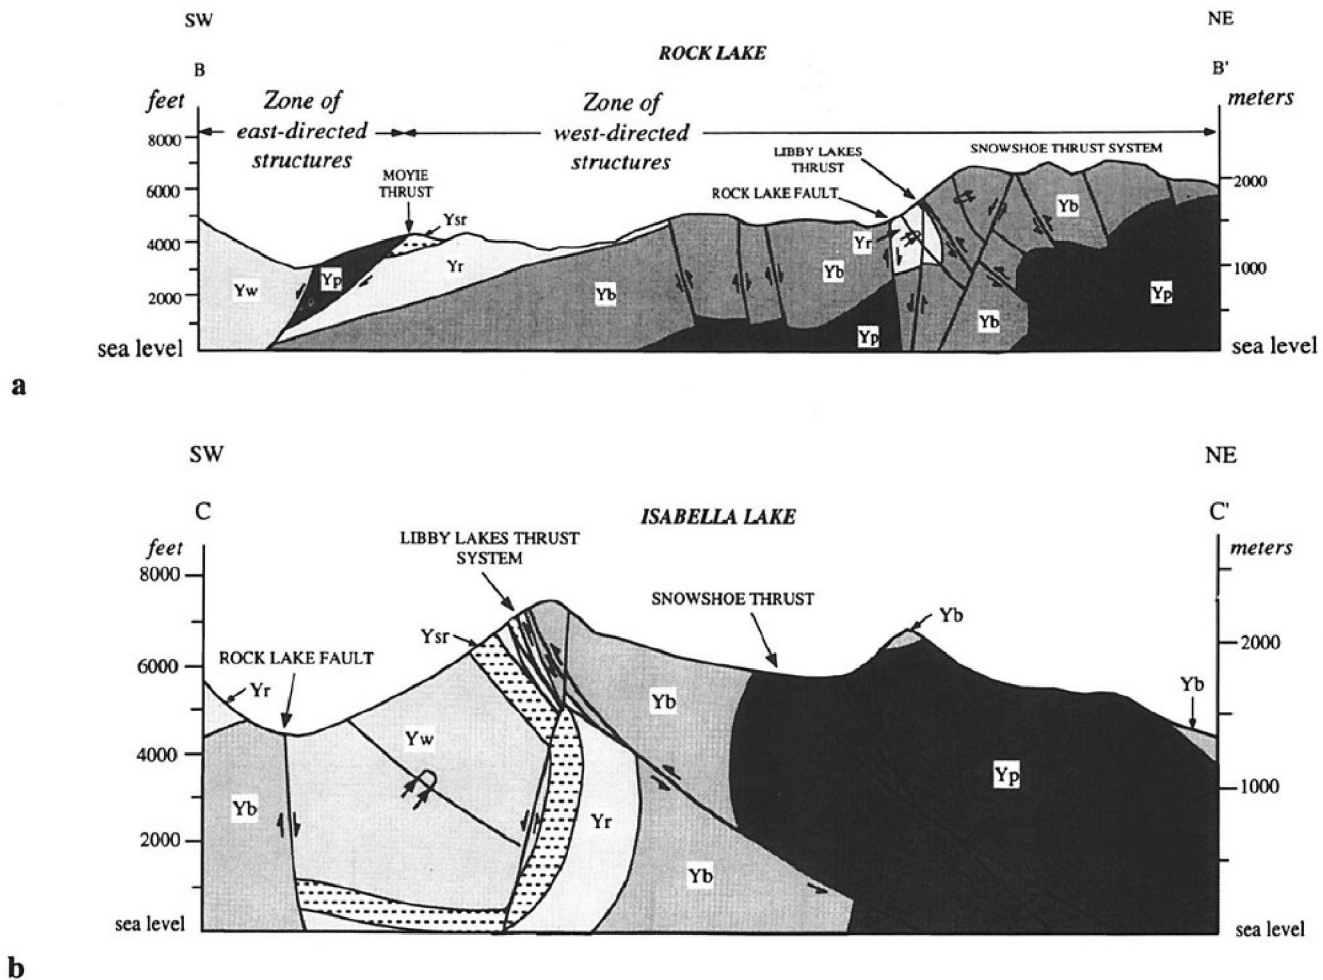 SW
NE
ROCK LAKE
B
B'
feet
meters
Zone of
east-directed
structures
Zone of
west-directed
structures
8000
6000
4000
2000
sea level
2000
1000
sea level
MOYIE
THRUST
LIBBY LAKES
THRUST
SNOWSHOE THRUST SYSTEM
ROCK LAKE FAULT
Ysr
Yb
Yr
Yw
Yp
Yr
Yb
Yb
Yp
Yb
Yp
a
SW
NE
C
C'
ISABELLA LAKE
feet
meters
LIBBY LAKES THRUST
SYSTEM
8000
6000
4000
2000
sea level
2000
1000
sea level
SNOWSHOE THRUST
Yb
Ysr
ROCK LAKE FAULT
Yr
Yb
Yb
Yw
Yp
Yb
Yr
Yb
b